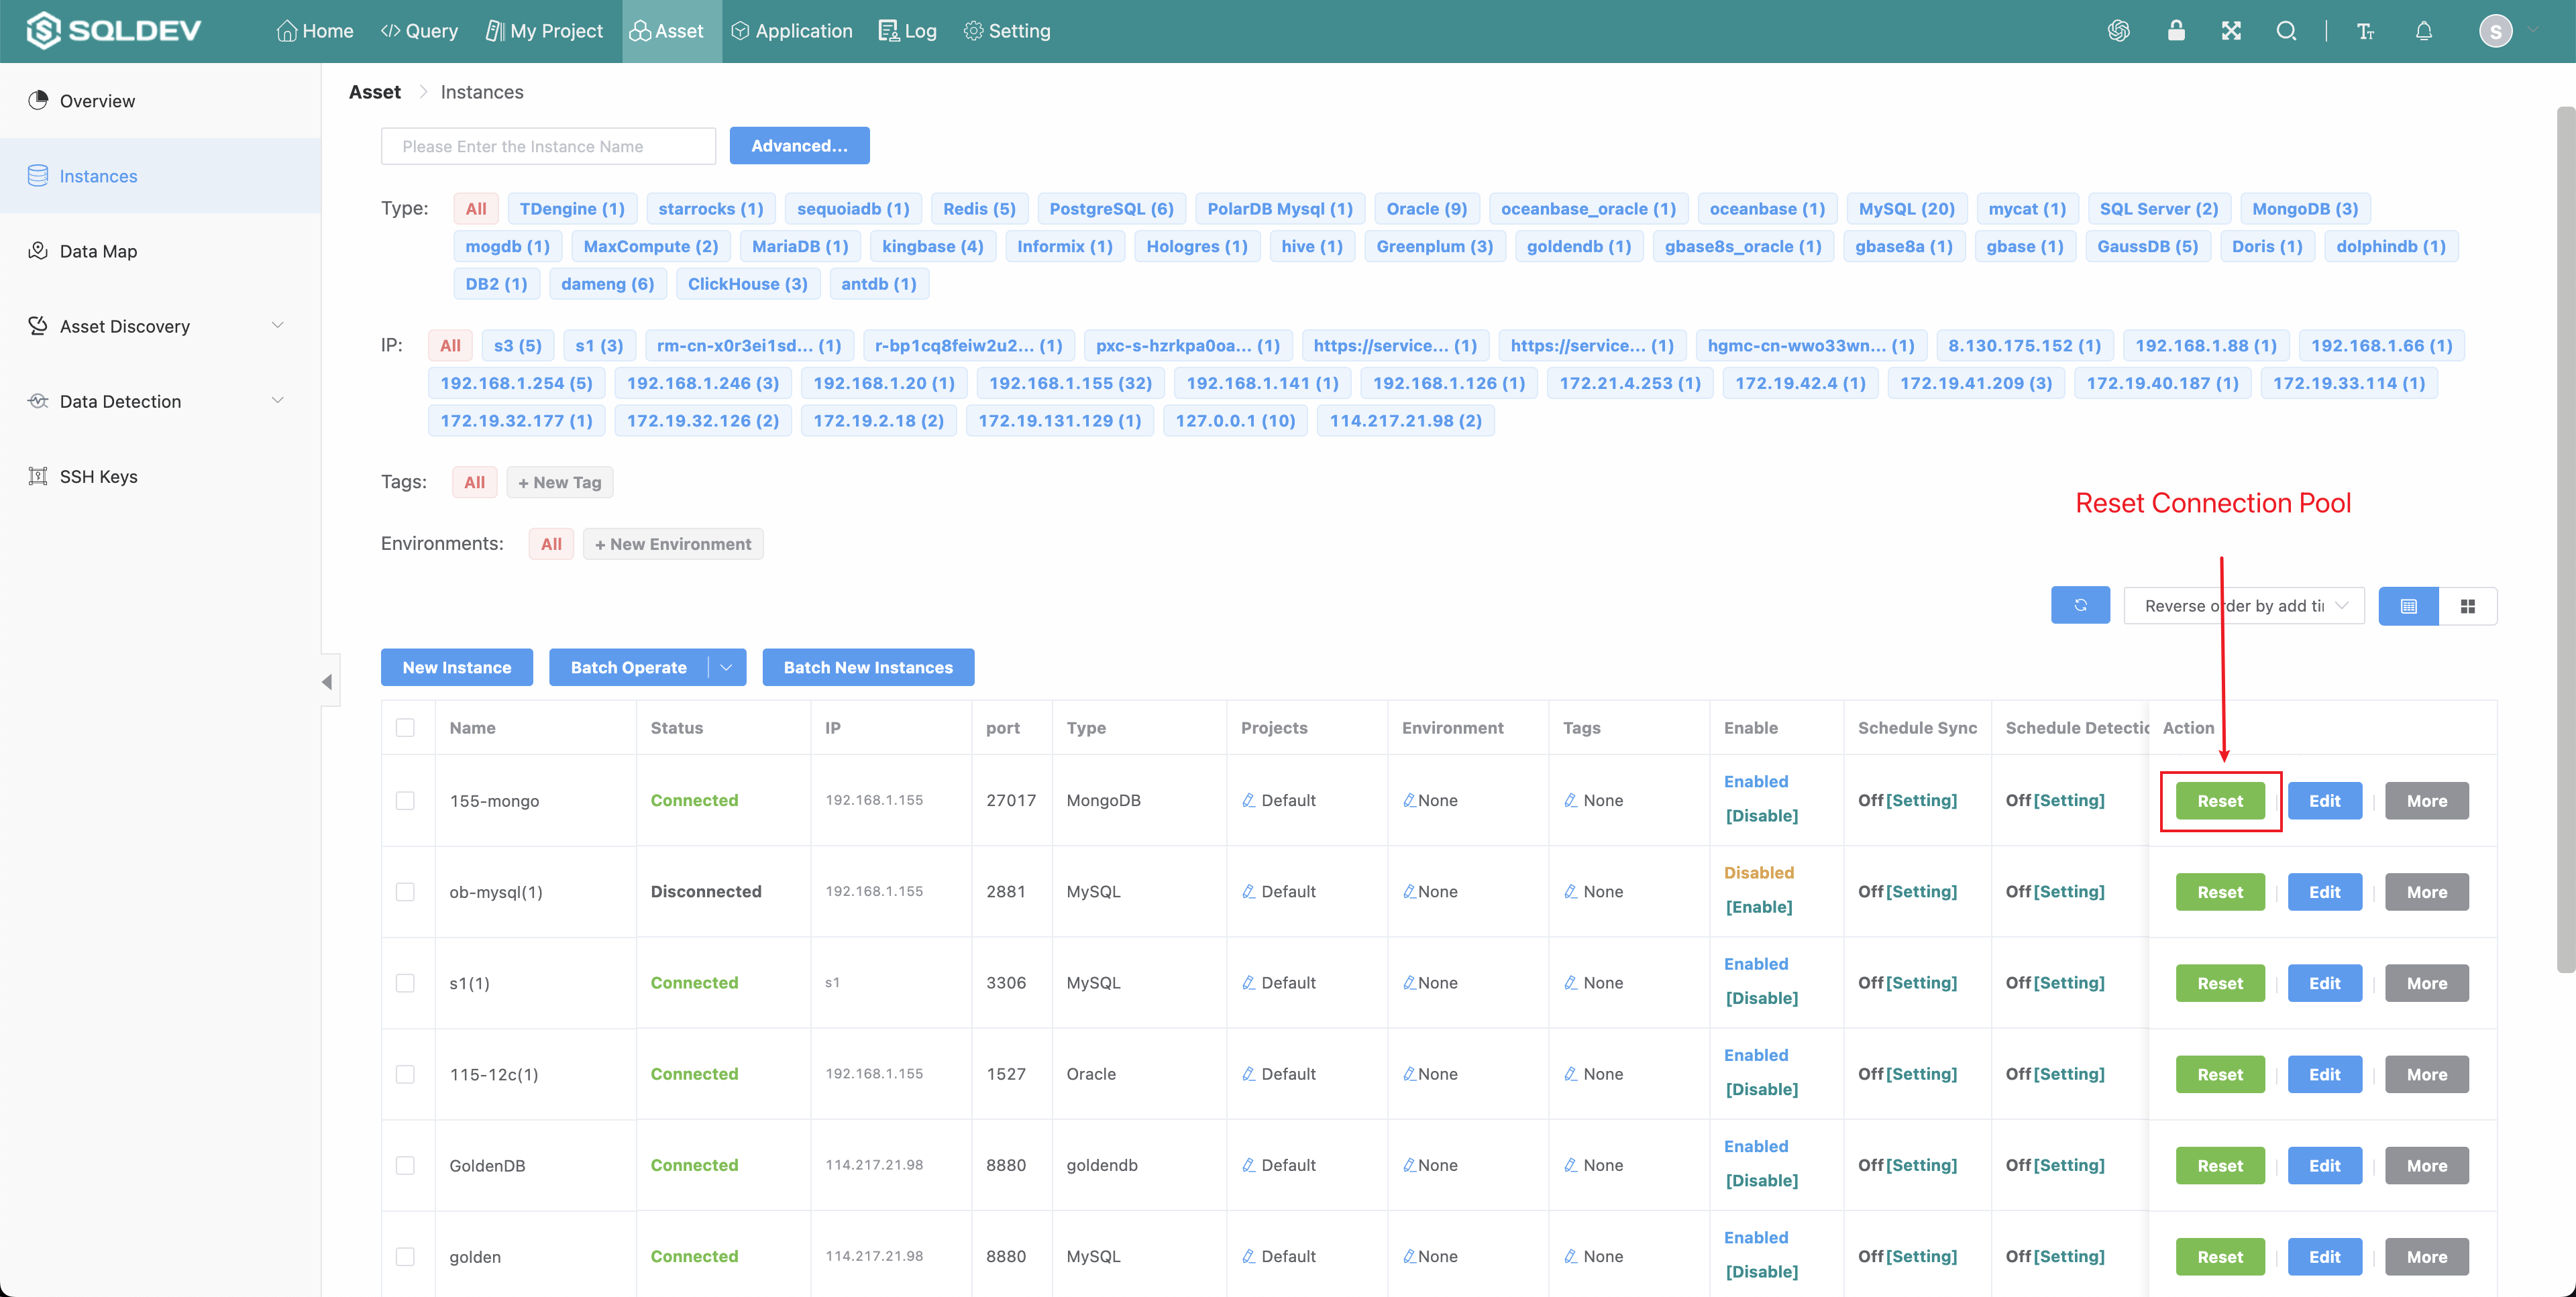 SQLDEV Home Query My Project Asset Application Log Setting S
Overview
Instances
Data Map
Asset Discovery
Data Detection
SSH Keys
Asset Instances
Please Enter the Instance Name Advanced...
Type: All TDengine (1) starrocks (1) sequoiadb (1) Redis (5) PostgreSQL (6) PolarDB Mysql (1) Oracle (9) oceanbase_oracle (1) oceanbase (1) MySQL (20) mycat (1) SQL Server (2) MongoDB (3)
mogdb (1) MaxCompute (2) MariaDB (1) kingbase (4) Informix (1) Hologres (1) hive (1) Greenplum (3) goldendb (1) gbase8s_oracle (1) gbase8a (1) gbase (1) GaussDB (5) Doris (1) dolphindb (1)
DB2 (1) dameng (6) ClickHouse (3) antdb (1)
IP: All s3 (5) s1 (3) rm-cn-x0r3ei1sd... (1) r-bp1cq8feiw2u2... (1) pxc-s-hzrkpa0oa... (1) https://service... (1) https://service... (1) hgmc-cn-wwo33wn... (1) 8.130.175.152 (1) 192.168.1.88 (1) 192.168.1.66 (1)
192.168.1.254 (5) 192.168.1.246 (3) 192.168.1.20 (1) 192.168.1.155 (32) 192.168.1.141 (1) 192.168.1.126 (1) 172.21.4.253 (1) 172.19.42.4 (1) 172.19.41.209 (3) 172.19.40.187 (1) 172.19.33.114 (1)
172.19.32.177 (1) 172.19.32.126 (2) 172.19.2.18 (2) 172.19.131.129 (1) 127.0.0.1 (10) 114.217.21.98 (2)
Tags: All + New Tag
Reset Connection Pool
Environments: All + New Environment
Reverse order by add ti
New Instance Batch Operate Batch New Instances
Name Status IP port Type Projects Environment Tags Enable Schedule Sync Schedule Detectio Action
155-mongo Connected 192.168.1.155 27017 MongoDB Default None None Enabled [Disable] Off [Setting] Off [Setting] Reset Edit More
ob-mysql(1) Disconnected 192.168.1.155 2881 MySQL Default None None Disabled [Enable] Off [Setting] Off [Setting] Reset Edit More
s1(1) Connected s1 3306 MySQL Default None None Enabled [Disable] Off [Setting] Off [Setting] Reset Edit More
115-12c(1) Connected 192.168.1.155 1527 Oracle Default None None Enabled [Disable] Off [Setting] Off [Setting] Reset Edit More
GoldenDB Connected 114.217.21.98 8880 goldendb Default None None Enabled [Disable] Off [Setting] Off [Setting] Reset Edit More
golden Connected 114.217.21.98 8880 MySQL Default None None Enabled [Disable] Off [Setting] Off [Setting] Reset Edit More